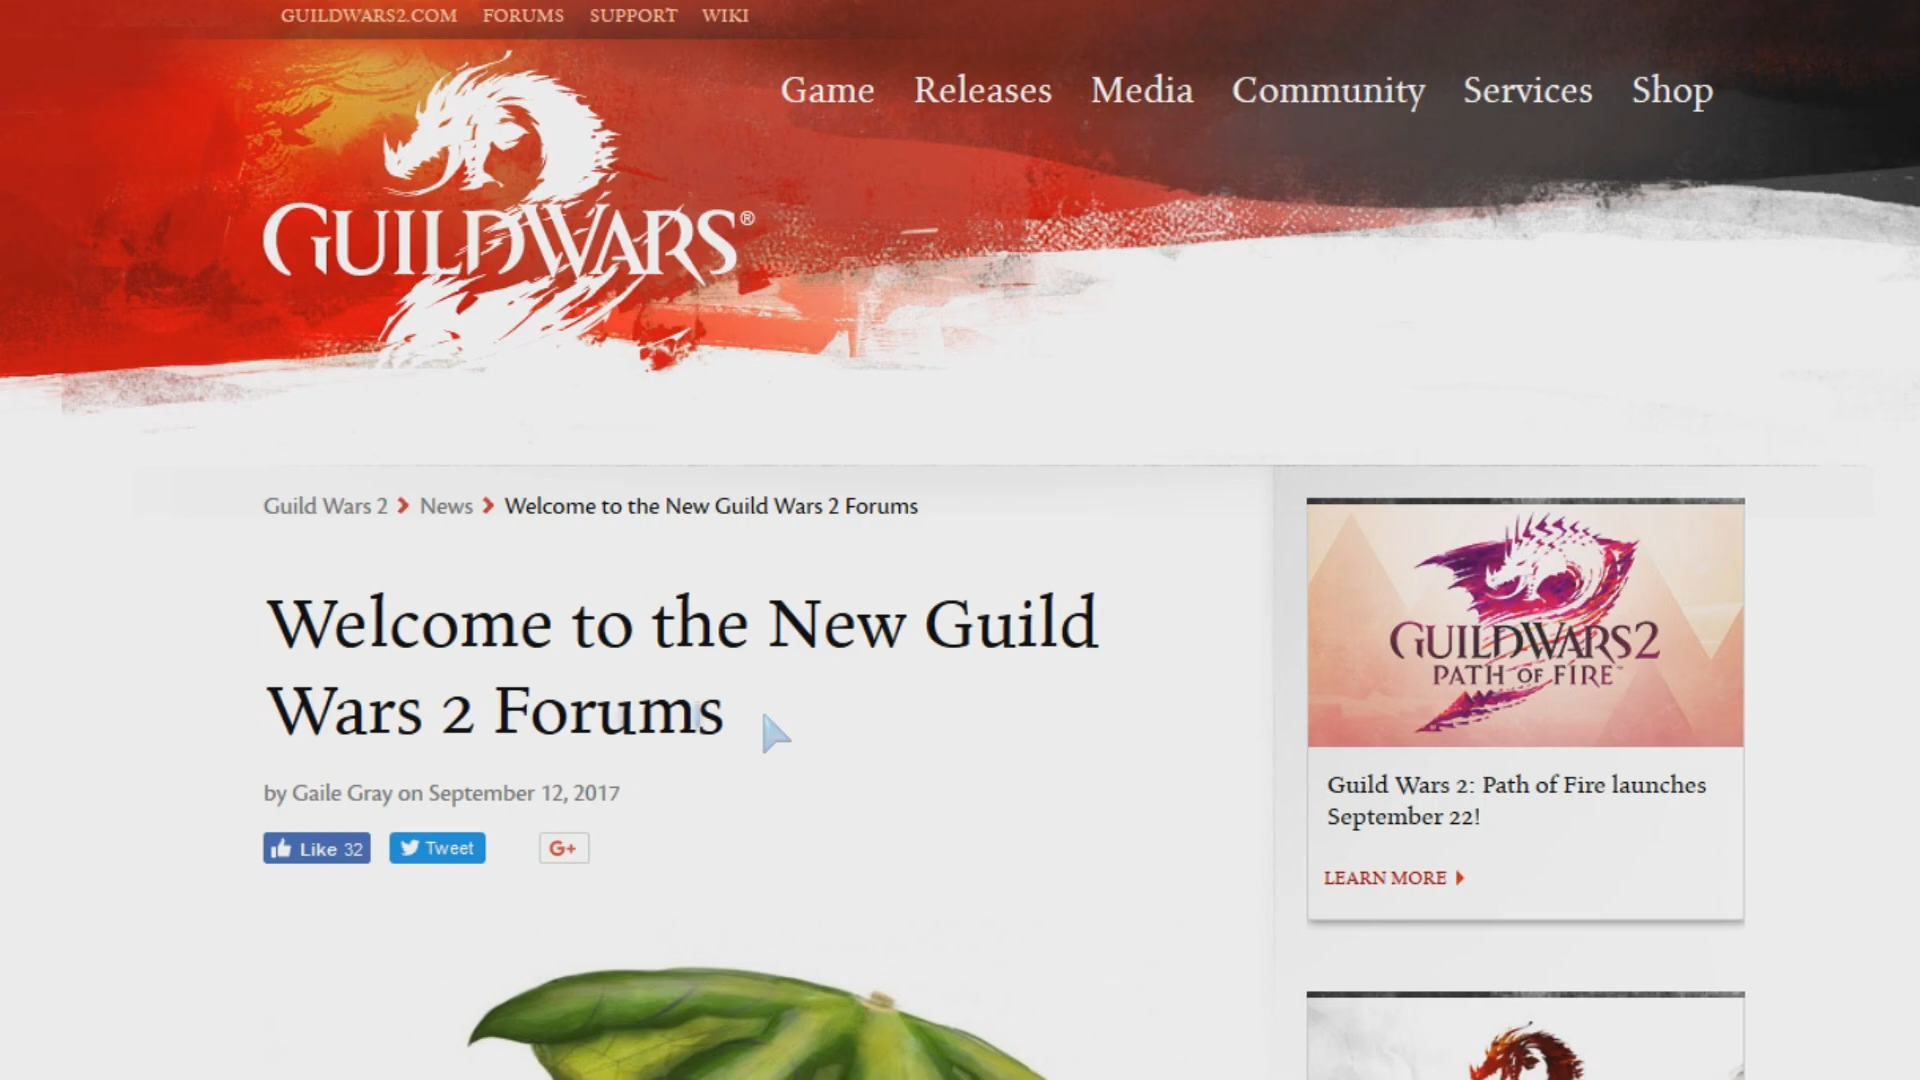 GUILDWARS2.COM FORUMS SUPPORT WIKI
Game Releases Media Community Services Shop
GUILDWARS®
Guild Wars 2 News Welcome to the New Guild Wars 2 Forums
Welcome to the New Guild
Wars 2 Forums
by Gaile Gray on September 12, 2017
Like 32 Tweet G+
GUILDWARS2
PATH OF FIRE™
Guild Wars 2: Path of Fire launches
September 22!
LEARN MORE